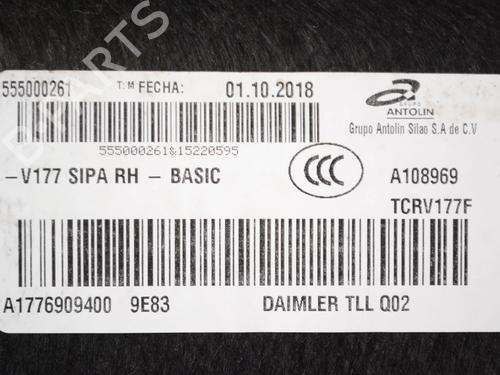 555000261 T:M FECHA: 01.10.2018
GRUPO
ANTOLIN
Grupo Antolin Silao S.A de C.V
555000261&15220595
-V177 SIPA RH - BASIC
CCC
A108969
TCRV177F
A1776909400 9E83 DAIMLER TLL Q02
B-PARTS